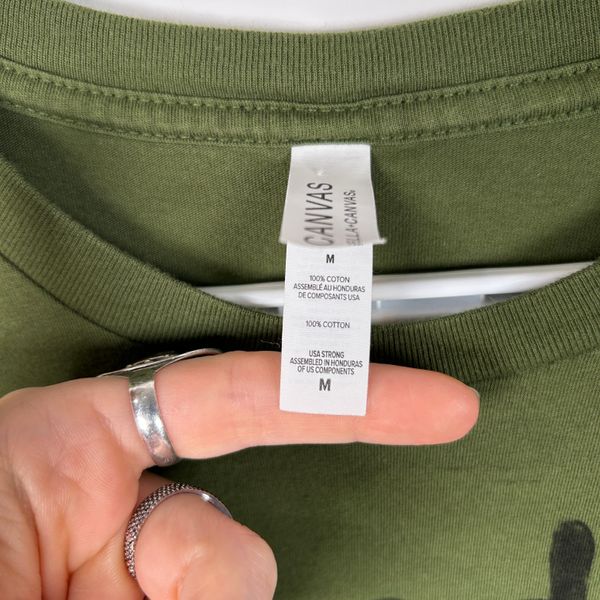 CANVAS
ELLA+CANVAS®
M
100% COTON
ASSEMBLÉ AU HONDURAS
DE COMPOSANTS USA
100% COTTON
USA STRONG
ASSEMBLED IN HONDURAS
OF US COMPONENTS
M